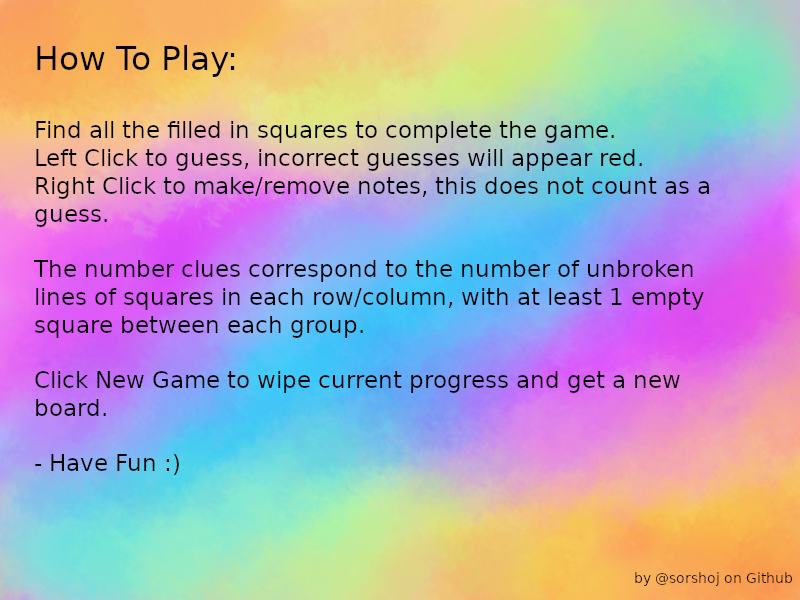 How To Play:
Find all the filled in squares to complete the game.
Left Click to guess, incorrect guesses will appear red.
Right Click to make/remove notes, this does not count as a
guess.
The number clues correspond to the number of unbroken
lines of squares in each row/column, with at least 1 empty
square between each group.
Click New Game to wipe current progress and get a new
board.
- Have Fun :)
by @sorshoj on Github